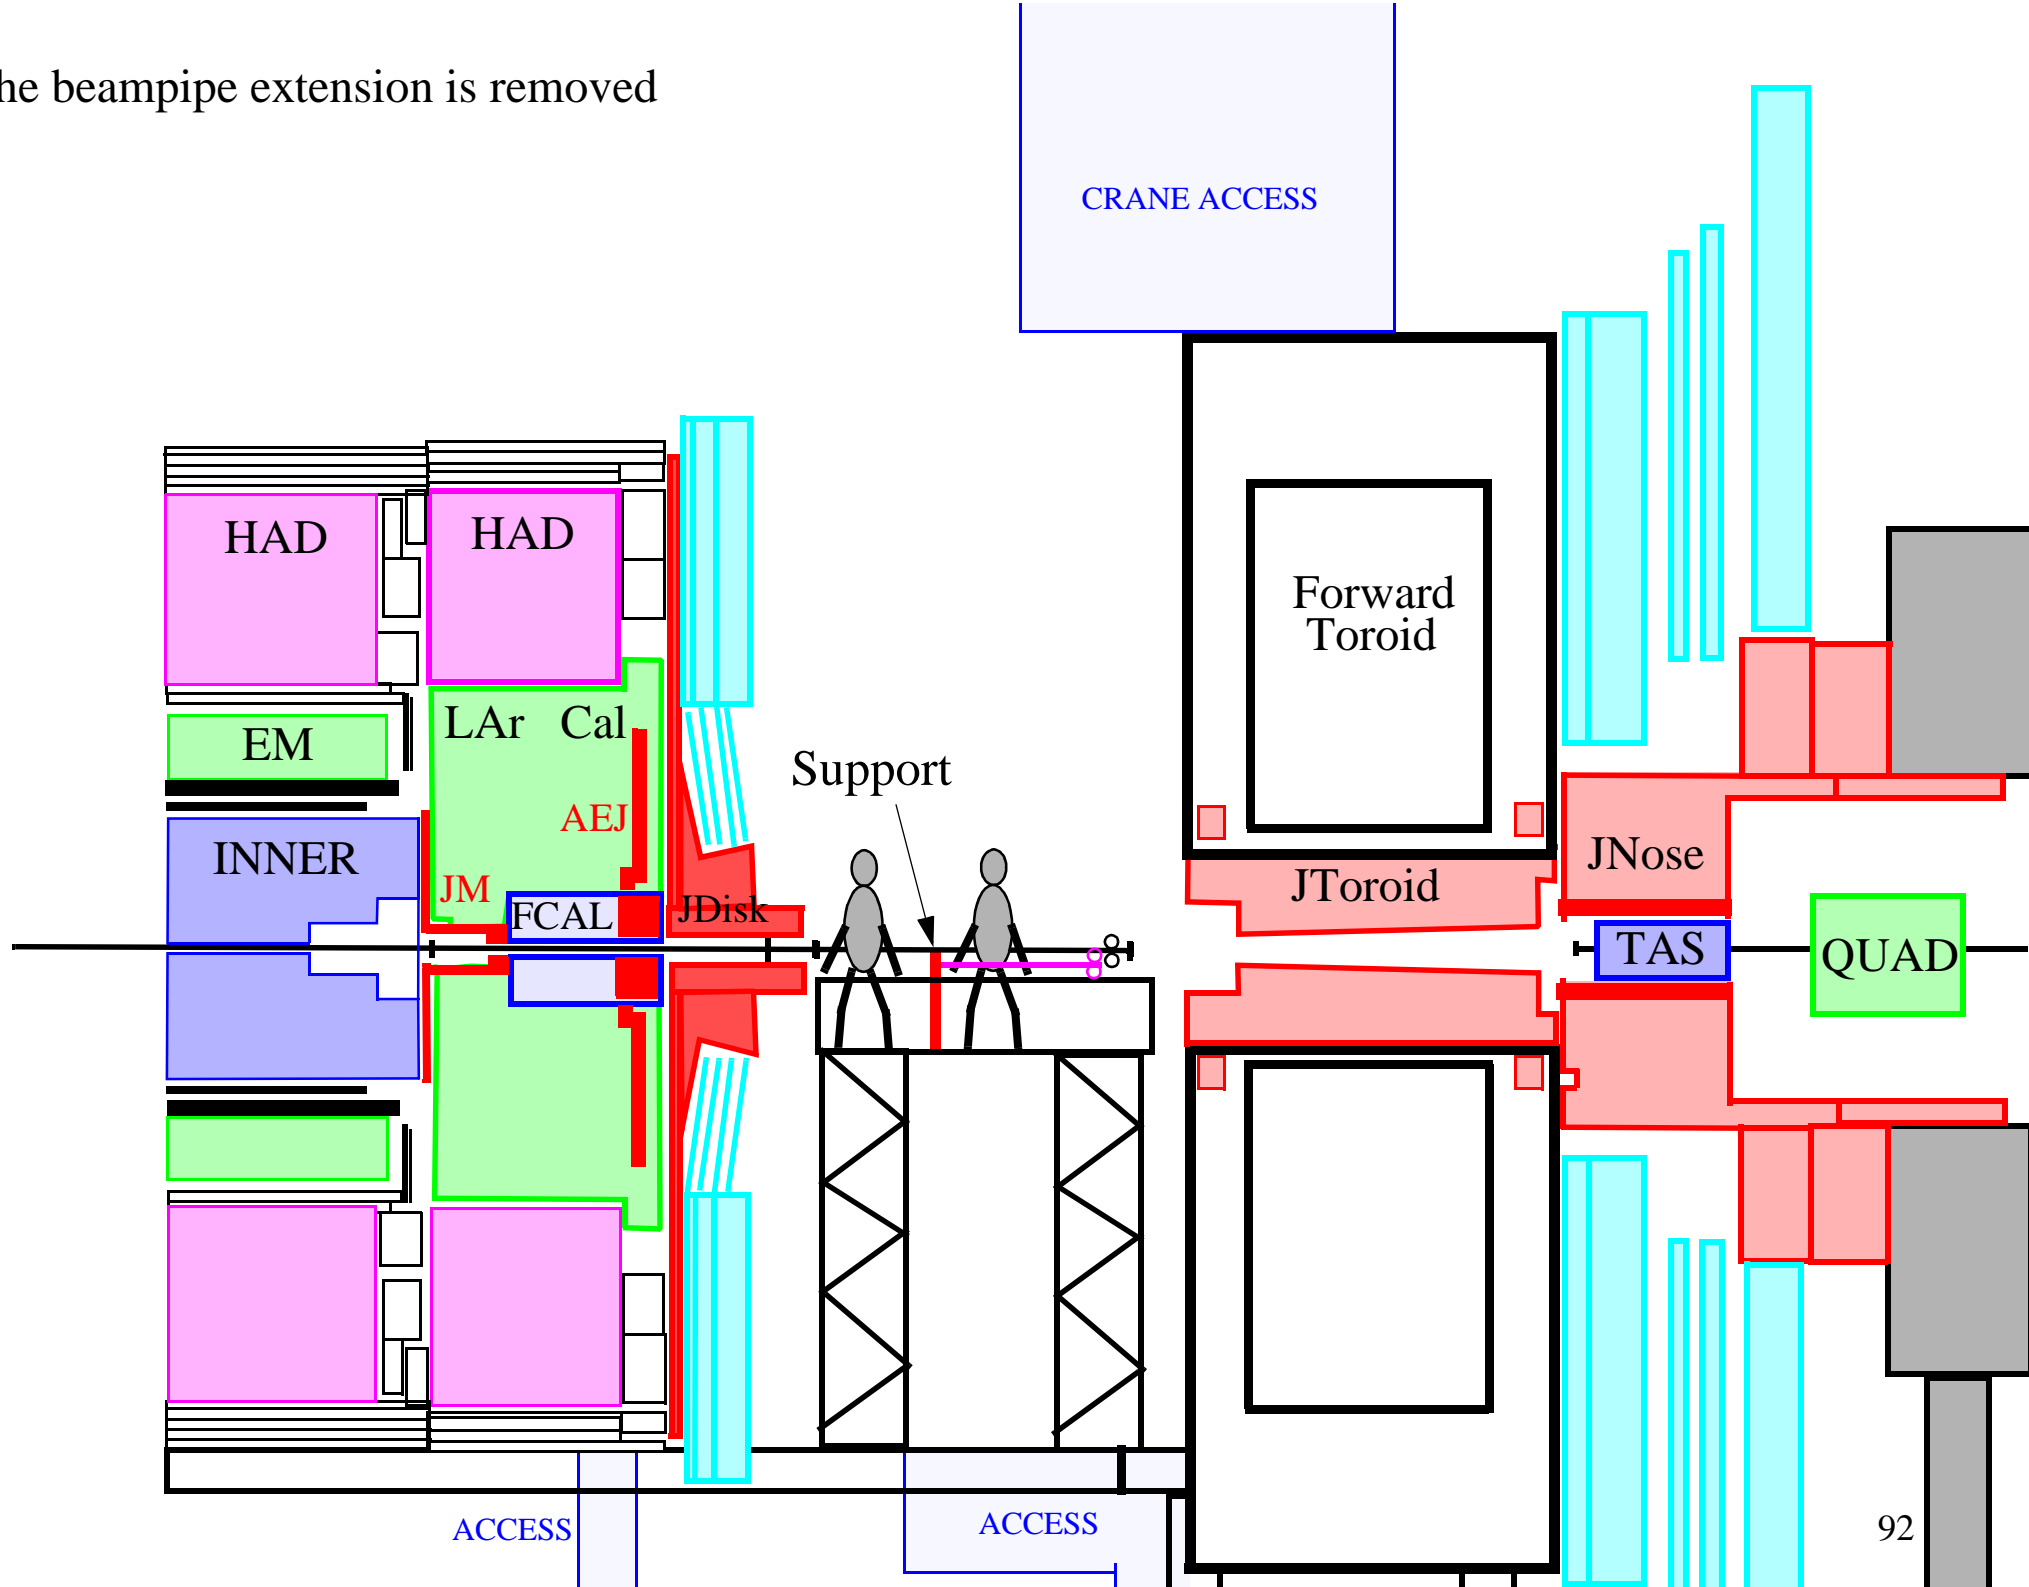 he beampipe extension is removed
CRANE ACCESS
HAD
HAD
Forward
Toroid
LAr Cal
EM
Support
AEJ
INNER
JM
FCAL
JDisk
JToroid
JNose
TAS
QUAD
ACCESS
ACCESS
92